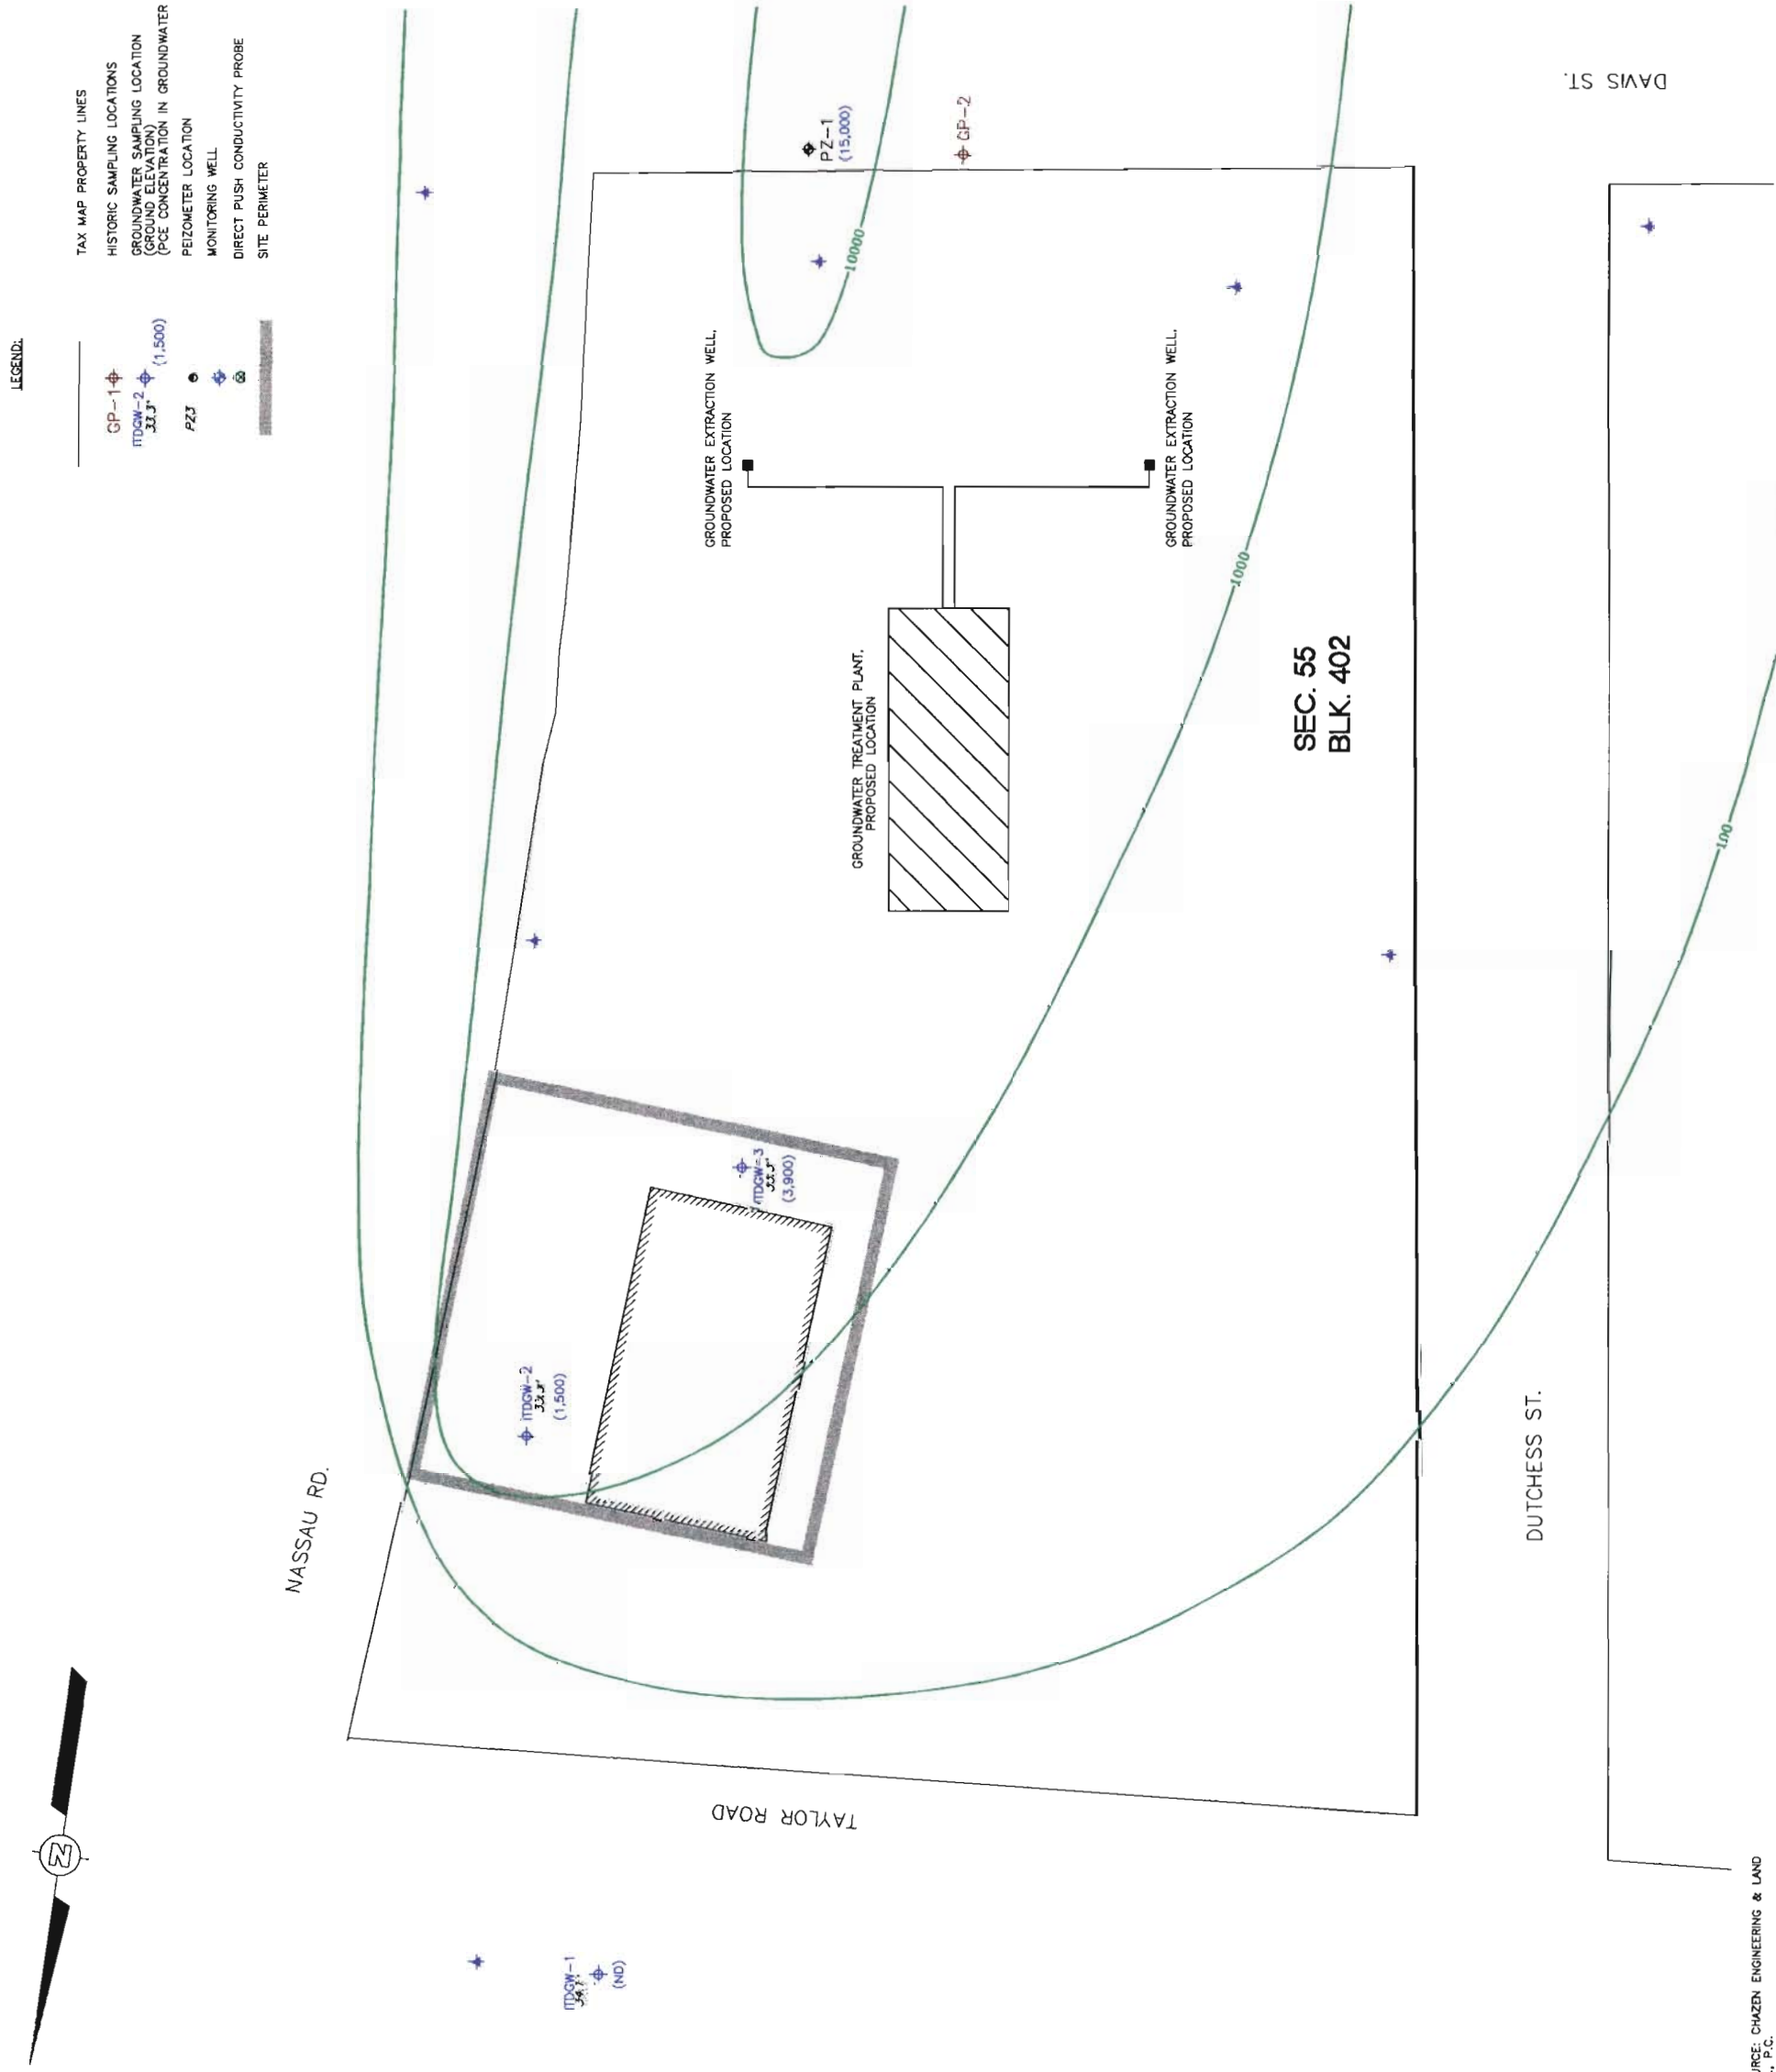 LEGEND:
TAX MAP PROPERTY LINES
GP-1
HISTORIC SAMPLING LOCATIONS
ITDGW-2
33.3'
(1,500)
GROUNDWATER SAMPLING LOCATION
(GROUND ELEVATION)
(PCE CONCENTRATION IN GROUNDWATER
PZ3
PEIZOMETER LOCATION
MONITORING WELL
DIRECT PUSH CONDUCTIVITY PROBE
SITE PERIMETER
DAVIS ST.
PZ-1
(15,000)
GP-2
10000
GROUNDWATER EXTRACTION WELL,
PROPOSED LOCATION
GROUNDWATER EXTRACTION WELL,
PROPOSED LOCATION
1000
GROUNDWATER TREATMENT PLANT,
PROPOSED LOCATION
SEC. 55
BLK. 402
100
ITDGW-3
(3,900)
ITDGW-2
(1,500)
NASSAU RD.
DUTCHESS ST.
TAYLOR ROAD
N
ITDGW-1
(ND)
URCE: CHAZEN ENGINEERING & LAND
, P.C.